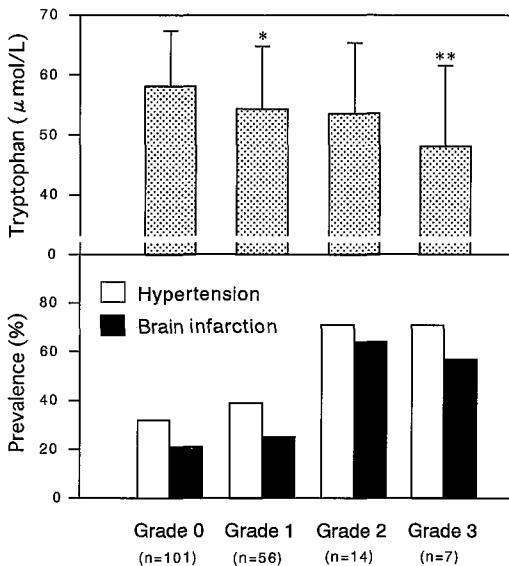 70
60
50
40
0
Tryptophan (μmol/L)
*
**
Hypertension
Brain infarction
80
60
40
20
0
Prevalence (%)
Grade 0 Grade 1 Grade 2 Grade 3
(n=101) (n=56) (n=14) (n=7)